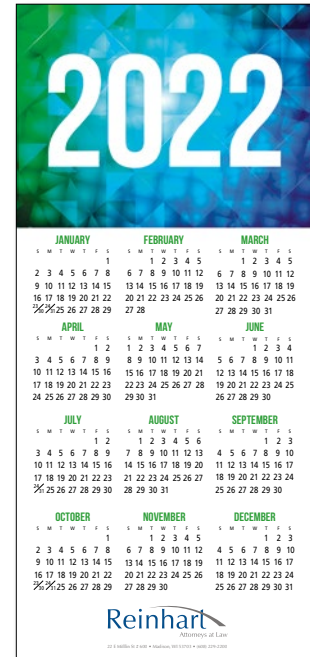 2022
JANUARY
S M T W T F S
1
2 3 4 5 6 7 8
9 10 11 12 13 14 15
16 17 18 19 20 21 22
23/30 24/31 25 26 27 28 29
FEBRUARY
S M T W T F S
1 2 3 4 5
6 7 8 9 10 11 12
13 14 15 16 17 18 19
20 21 22 23 24 25 26
27 28
MARCH
S M T W T F S
1 2 3 4 5
6 7 8 9 10 11 12
13 14 15 16 17 18 19
20 21 22 23 24 25 26
27 28 29 30 31
APRIL
S M T W T F S
1 2
3 4 5 6 7 8 9
10 11 12 13 14 15 16
17 18 19 20 21 22 23
24 25 26 27 28 29 30
MAY
S M T W T F S
1 2 3 4 5 6 7
8 9 10 11 12 13 14
15 16 17 18 19 20 21
22 23 24 25 26 27 28
29 30 31
JUNE
S M T W T F S
1 2 3 4
5 6 7 8 9 10 11
12 13 14 15 16 17 18
19 20 21 22 23 24 25
26 27 28 29 30
JULY
S M T W T F S
1 2
3 4 5 6 7 8 9
10 11 12 13 14 15 16
17 18 19 20 21 22 23
24/31 25 26 27 28 29 30
AUGUST
S M T W T F S
1 2 3 4 5 6
7 8 9 10 11 12 13
14 15 16 17 18 19 20
21 22 23 24 25 26 27
28 29 30 31
SEPTEMBER
S M T W T F S
1 2 3
4 5 6 7 8 9 10
11 12 13 14 15 16 17
18 19 20 21 22 23 24
25 26 27 28 29 30
OCTOBER
S M T W T F S
1
2 3 4 5 6 7 8
9 10 11 12 13 14 15
16 17 18 19 20 21 22
23/30 24/31 25 26 27 28 29
NOVEMBER
S M T W T F S
1 2 3 4 5
6 7 8 9 10 11 12
13 14 15 16 17 18 19
20 21 22 23 24 25 26
27 28 29 30
DECEMBER
S M T W T F S
1 2 3
4 5 6 7 8 9 10
11 12 13 14 15 16 17
18 19 20 21 22 23 24
25 26 27 28 29 30 31
Reinhart
Attorneys at Law